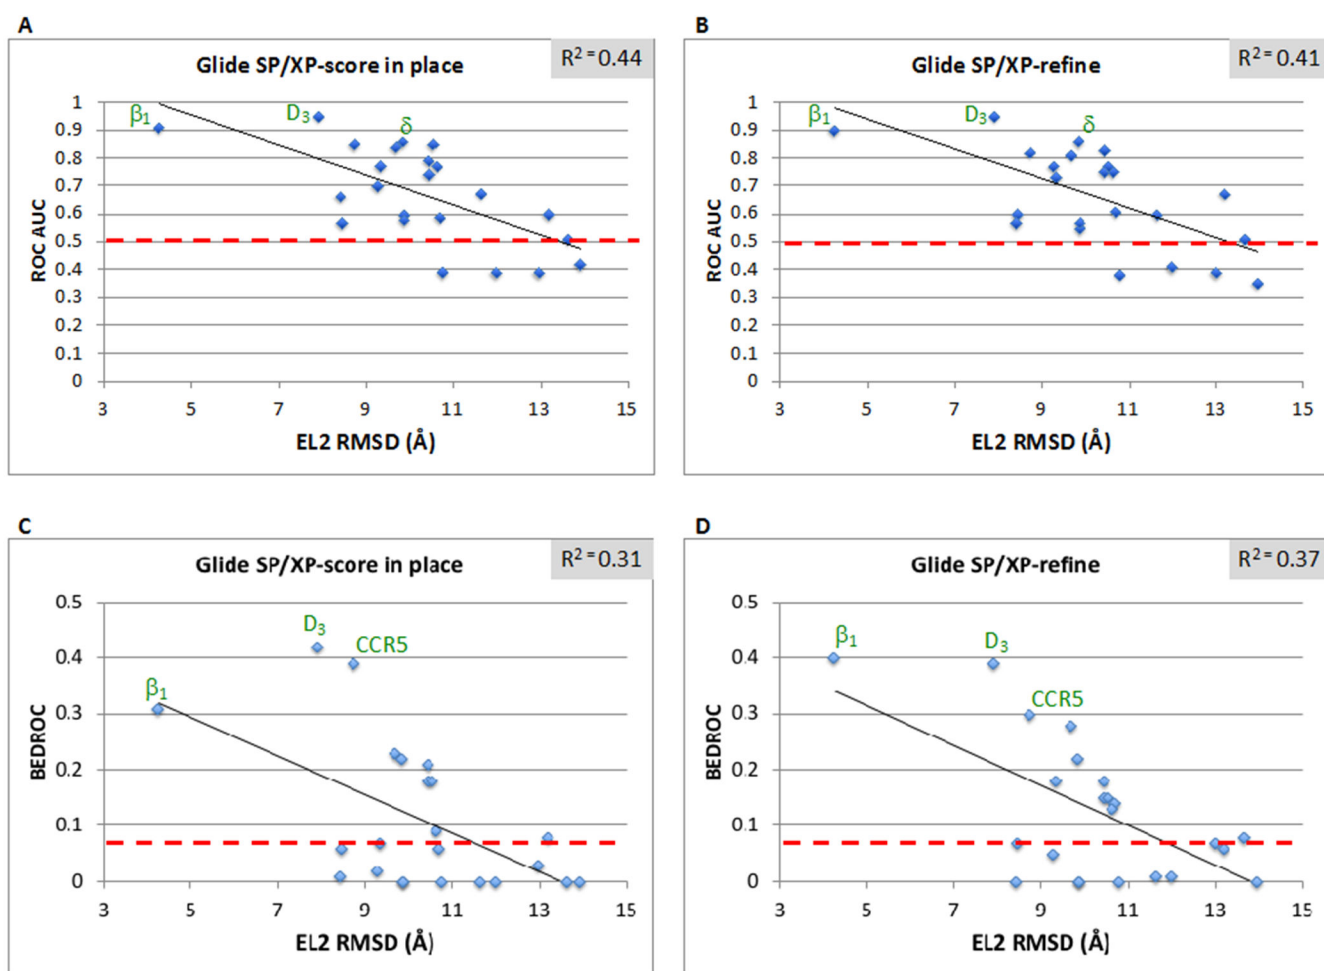 A
Glide SP/XP-score in place
R² = 0.44
β₁
D₃
δ
1
0.9
0.8
0.7
0.6
0.5
0.4
0.3
0.2
0.1
0
ROC AUC
3 5 7 9 11 13 15
EL2 RMSD (Å)
B
Glide SP/XP-refine
R² = 0.41
β₁
D₃
δ
1
0.9
0.8
0.7
0.6
0.5
0.4
0.3
0.2
0.1
0
ROC AUC
3 5 7 9 11 13 15
EL2 RMSD (Å)
C
Glide SP/XP-score in place
R² = 0.31
D₃
CCR5
β₁
0.5
0.4
0.3
0.2
0.1
0
BEDROC
3 5 7 9 11 13 15
EL2 RMSD (Å)
D
Glide SP/XP-refine
R² = 0.37
β₁
D₃
CCR5
0.5
0.4
0.3
0.2
0.1
0
BEDROC
3 5 7 9 11 13 15
EL2 RMSD (Å)